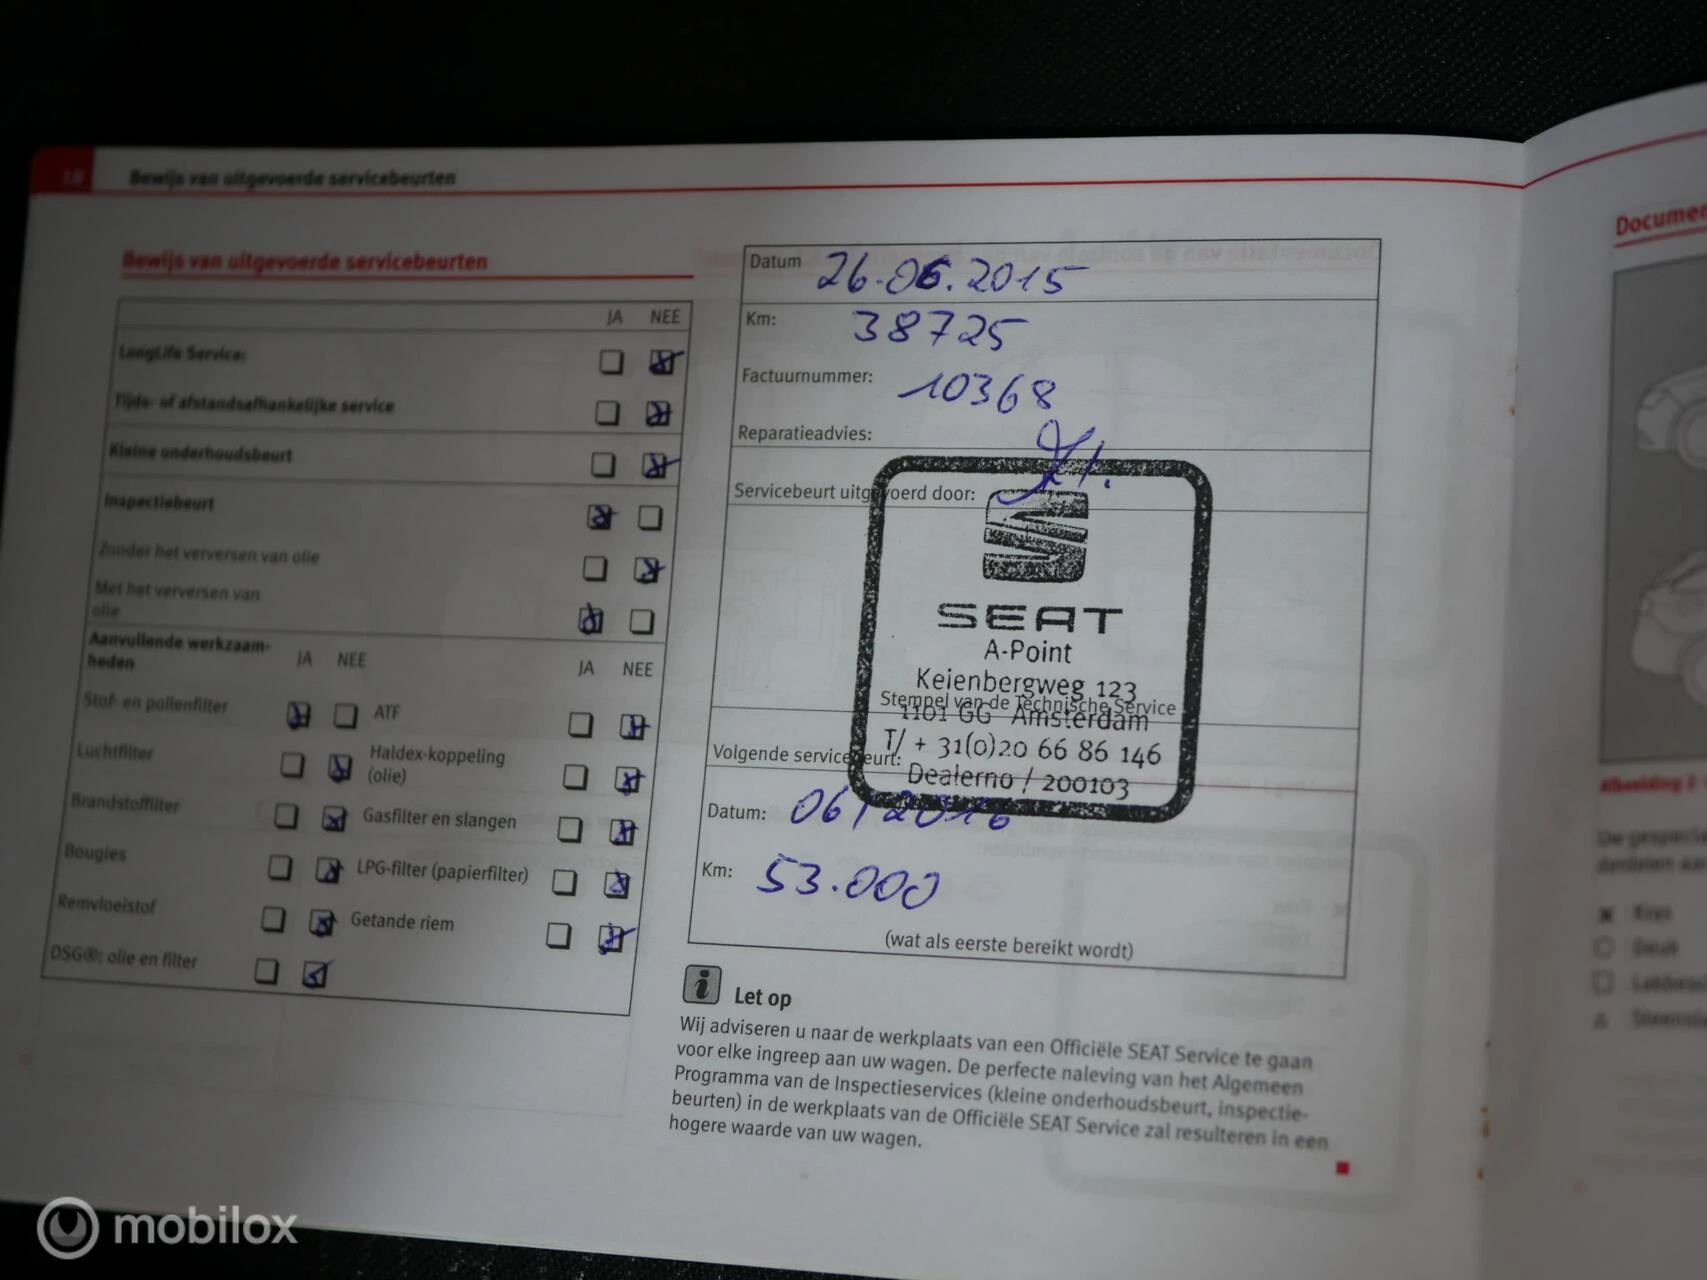 Bewijs van uitgevoerde servicebeurten
Bewijs van uitgevoerde servicebeurten
JA NEE
LongLife Service:
Tijds- of afstandsafhankelijke service
Kleine onderhoudsbeurt
Inspectiebeurt
Zonder het verversen van olie
Met het verversen van
olie
Aanvullende werkzaam-
heden
JA NEE
JA NEE
Stof- en pollenfilter
ATF
Luchtfilter
Haldex-koppeling
(olie)
Brandstoffilter
Gasfilter en slangen
Bougies
LPG-filter (papierfilter)
Remvloeistof
Getande riem
DSG®: olie en filter
Datum 26.06.2015
Km: 38725
Factuurnummer: 10368
Reparatieadvies:
Servicebeurt uitgevoerd door:
SEAT
A-Point
Keienbergweg 123
Stempel van de Technische Service
1101 GG Amsterdam
T/ + 31(0)20 66 86 146
Volgende servicebeurt:
Dealerno / 200103
Datum: 06/2016
Km: 53.000
(wat als eerste bereikt wordt)
i Let op
Wij adviseren u naar de werkplaats van een Officiële SEAT Service te gaan
voor elke ingreep aan uw wagen. De perfecte naleving van het Algemeen
Programma van de Inspectieservices (kleine onderhoudsbeurt, inspectie-
beurten) in de werkplaats van de Officiële SEAT Service zal resulteren in een
hogere waarde van uw wagen.
Documen
Afbeelding
Deuk
mobilox